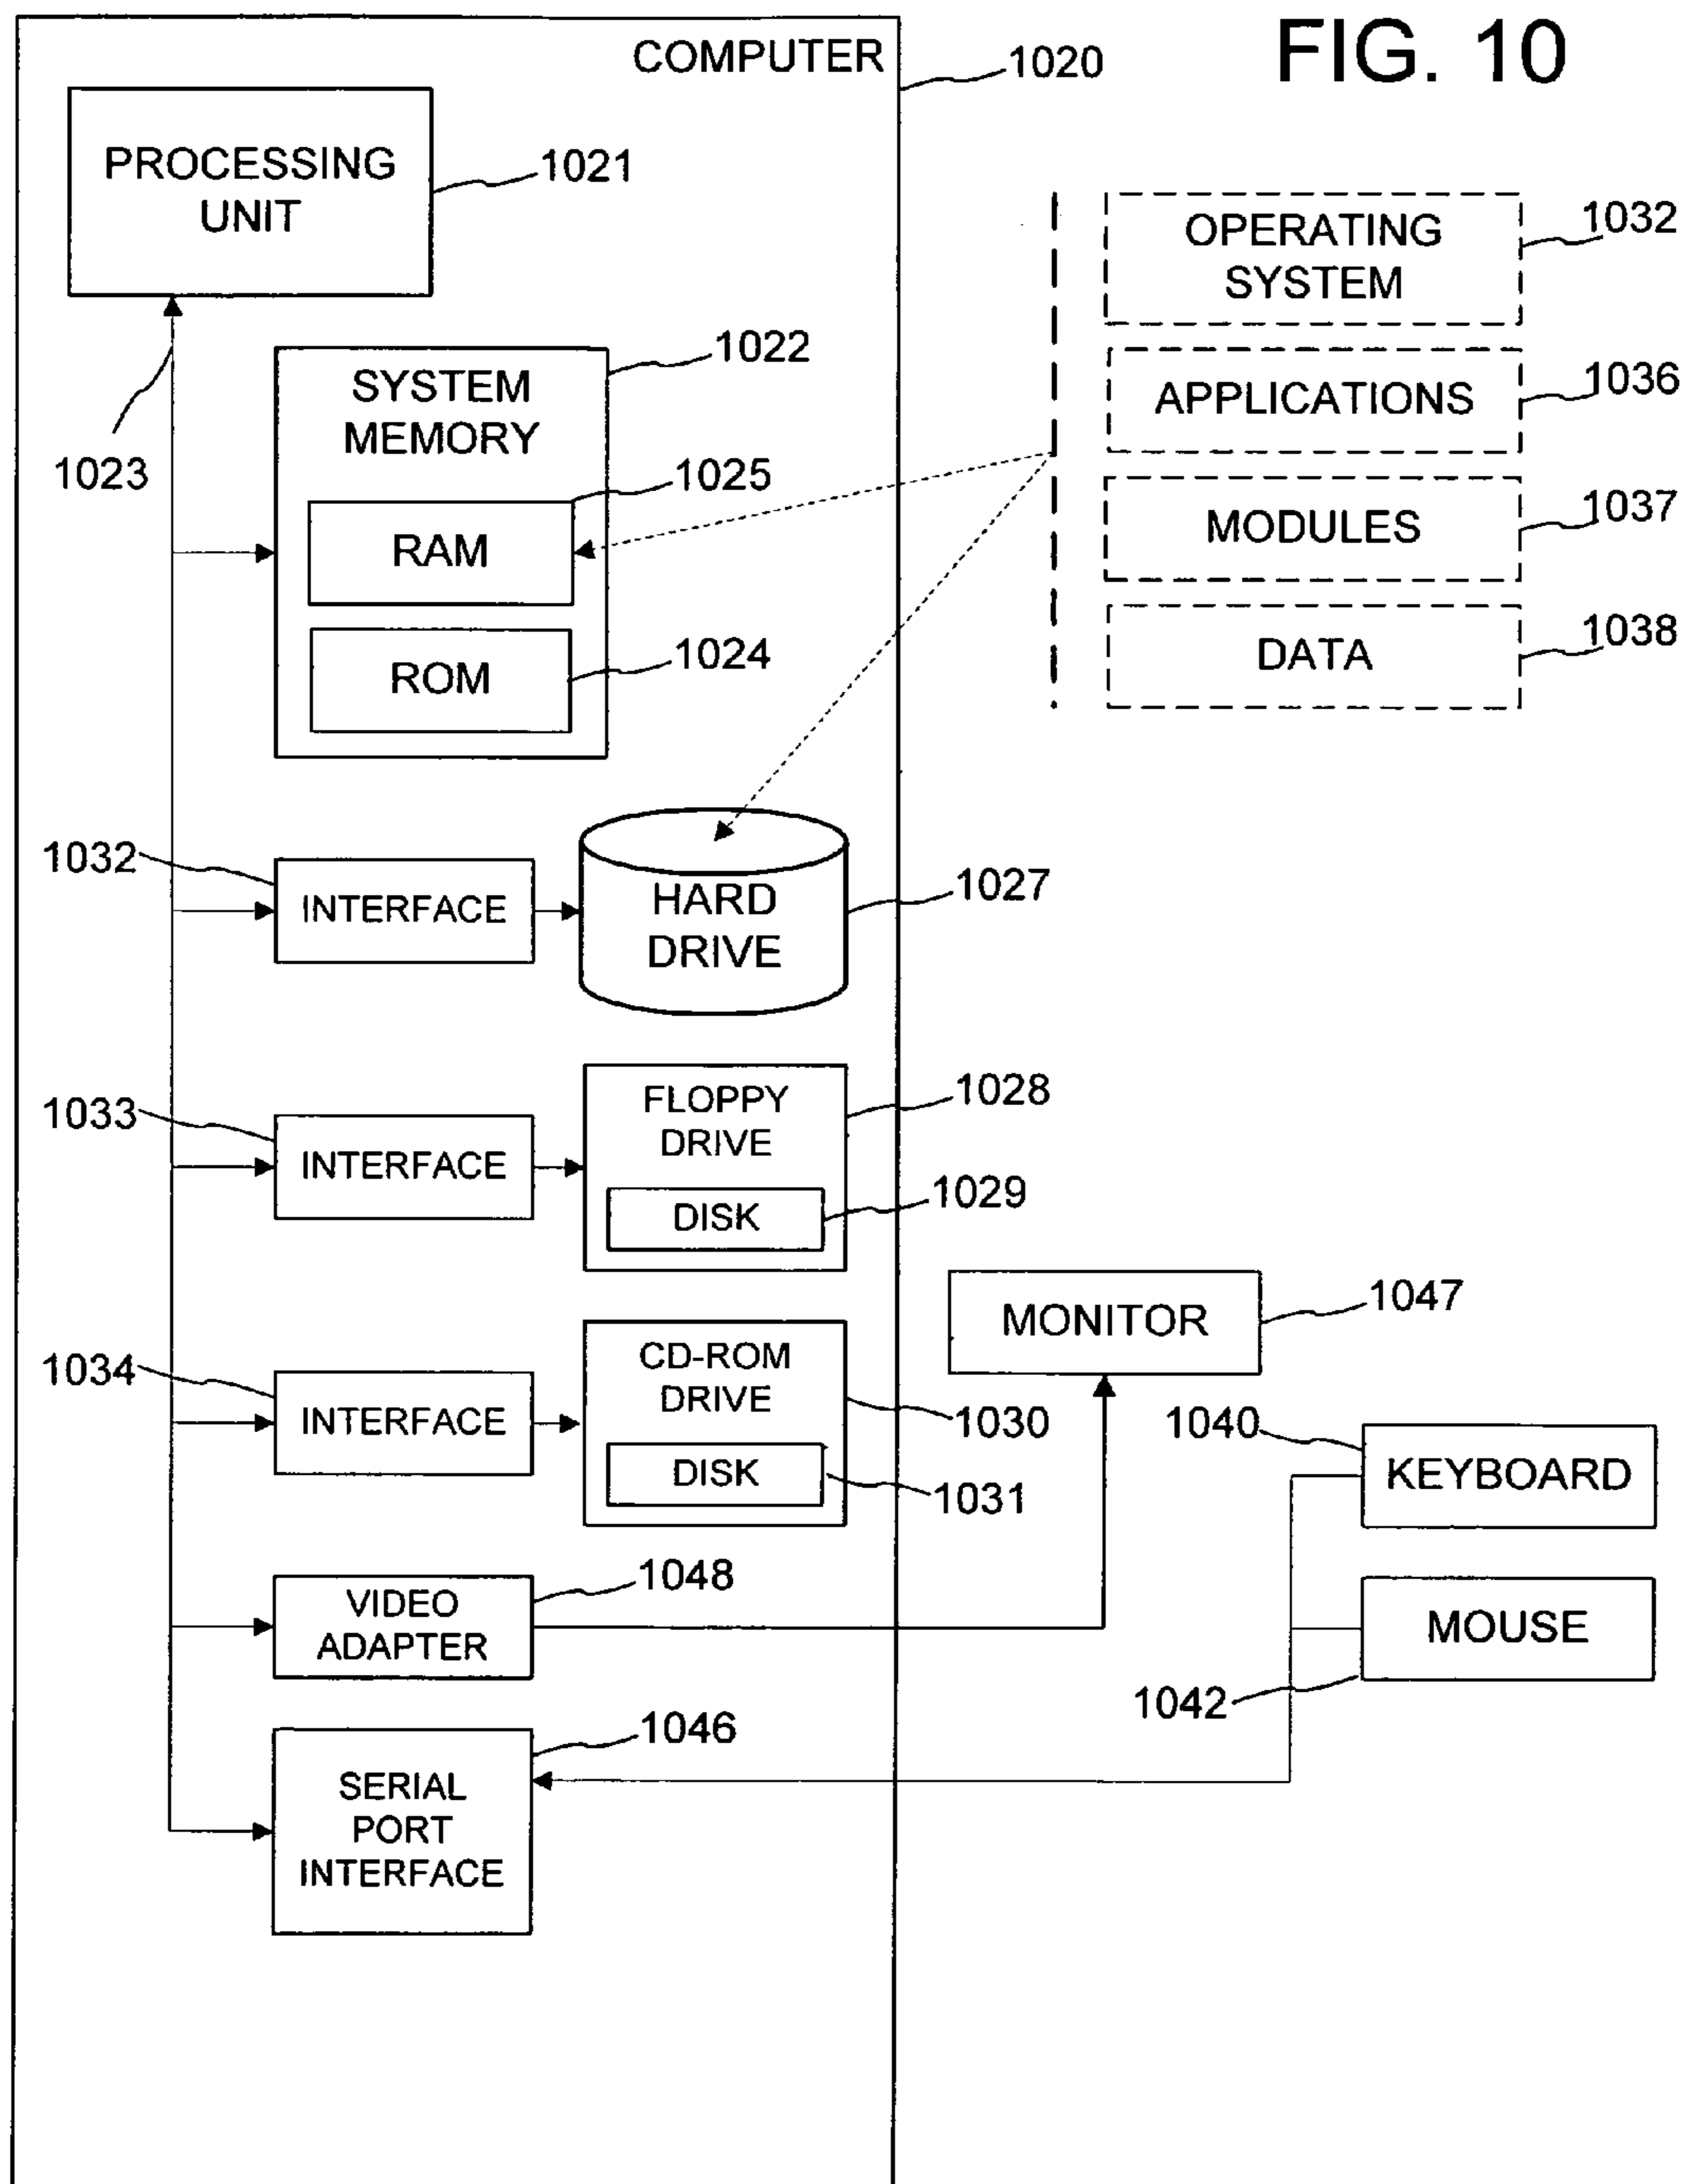 FIG. 10
COMPUTER
1020
PROCESSING
UNIT
1021
1023
SYSTEM
MEMORY
1022
RAM
1025
ROM
1024
OPERATING
SYSTEM
1032
APPLICATIONS
1036
MODULES
1037
DATA
1038
1032
INTERFACE
HARD
DRIVE
1027
1033
INTERFACE
FLOPPY
DRIVE
1028
DISK
1029
1034
INTERFACE
CD-ROM
DRIVE
1030
DISK
1031
MONITOR
1047
1040
KEYBOARD
MOUSE
1042
VIDEO
ADAPTER
1048
SERIAL
PORT
INTERFACE
1046